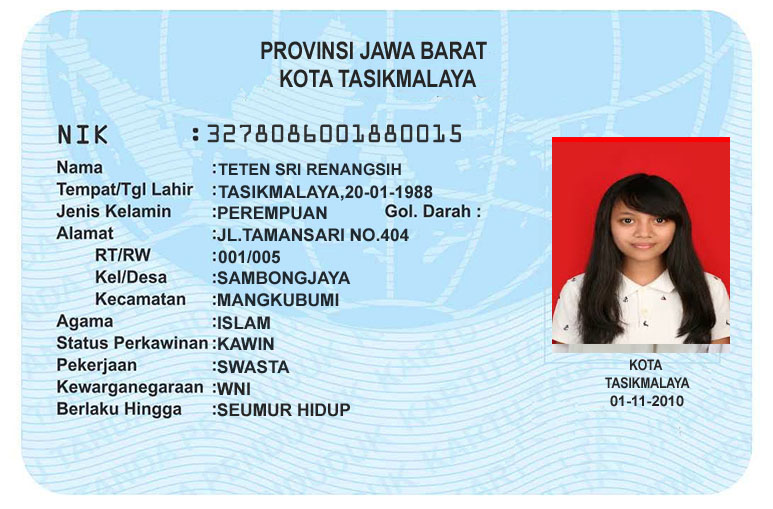 PROVINSI JAWA BARAT
KOTA TASIKMALAYA
NIK :3278086001880015
Nama :TETEN SRI RENANGSIH
Tempat/Tgl Lahir :TASIKMALAYA,20-01-1988
Jenis Kelamin :PEREMPUAN Gol. Darah :
Alamat :JL.TAMANSARI NO.404
RT/RW :001/005
Kel/Desa :SAMBONGJAYA
Kecamatan :MANGKUBUMI
Agama :ISLAM
Status Perkawinan :KAWIN
Pekerjaan :SWASTA
Kewarganegaraan :WNI
Berlaku Hingga :SEUMUR HIDUP
KOTA
TASIKMALAYA
01-11-2010